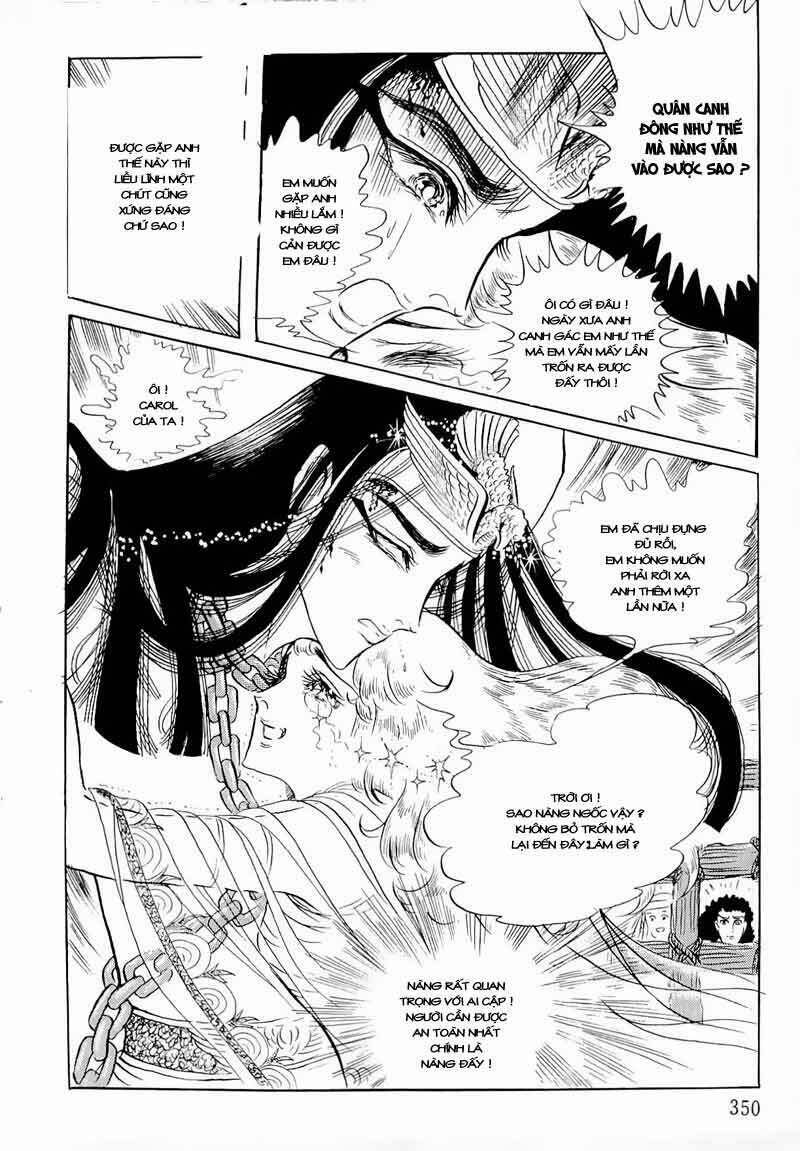 QUÂN CANH
ĐÔNG NHƯ THẾ
MÀ NÀNG VẪN
VÀO ĐƯỢC SAO ?
EM MUỐN
GẶP ANH
NHIỀU LẮM !
KHÔNG GÌ
CẢN ĐƯỢC
EM ĐÂU !
ÔI CÓ GÌ ĐÂU !
NGÀY XƯA ANH
CANH GÁC EM NHƯ THẾ
MÀ EM VẪN MẤY LẦN
TRỐN RA ĐƯỢC
ĐẤY THÔI !
ĐƯỢC GẶP ANH
THẾ NÀY THÌ
LIỀU LĨNH MỘT
CHÚT CŨNG
XỨNG ĐÁNG
CHỨ SAO !
ÔI !
CAROL
CỦA TA !
EM ĐÃ CHỊU ĐỰNG
ĐỦ RỒI,
EM KHÔNG MUỐN
PHẢI RỜI XA
ANH THÊM MỘT
LẦN NỮA !
TRỜI ƠI !
SAO NÀNG NGỐC VẬY ?
KHÔNG BỎ TRỐN MÀ
LẠI ĐẾN ĐÂY LÀM GÌ ?
NÀNG RẤT QUAN
TRỌNG VỚI AI CẬP !
NGƯỜI CẦN ĐƯỢC
AN TOÀN NHẤT
CHÍNH LÀ
NÀNG ĐẤY !
350